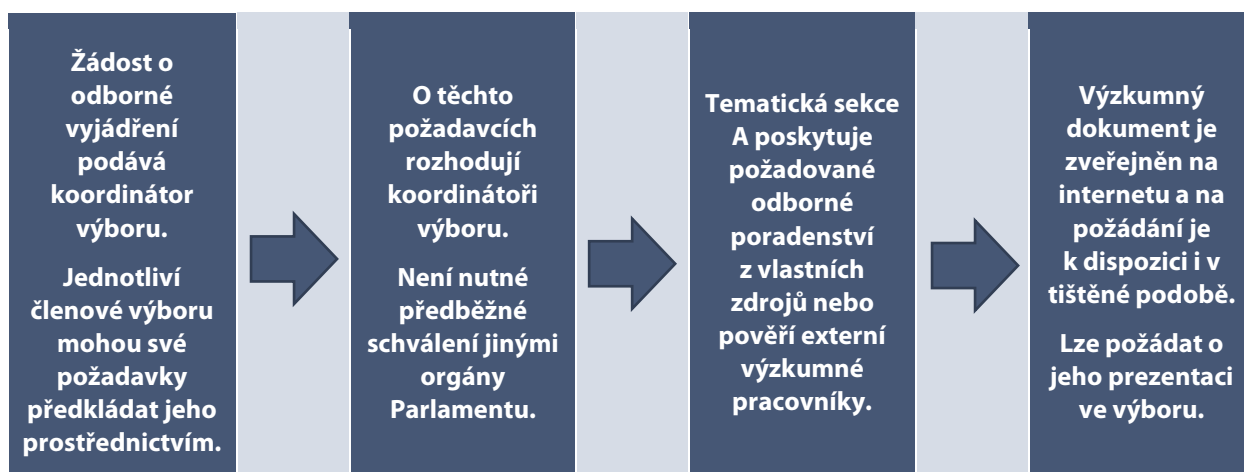 Žádost o
odborné
vyjádření
podává
koordinátor
výboru.
Jednotliví
členové výboru
mohou své
požadavky
předkládat jeho
prostřednictvím.
O těchto
požadavcích
rozhodují
koordinátoři
výboru.
Není nutné
předběžné
schválení jinými
orgány
Parlamentu.
Tematická sekce
A poskytuje
požadované
odborné
poradenství
z vlastních
zdrojů nebo
pověří externí
výzkumné
pracovníky.
Výzkumný
dokument je
zveřejněn na
internetu a na
požádání je
k dispozici i v
tištěné podobě.
Lze požádat o
jeho prezentaci
ve výboru.